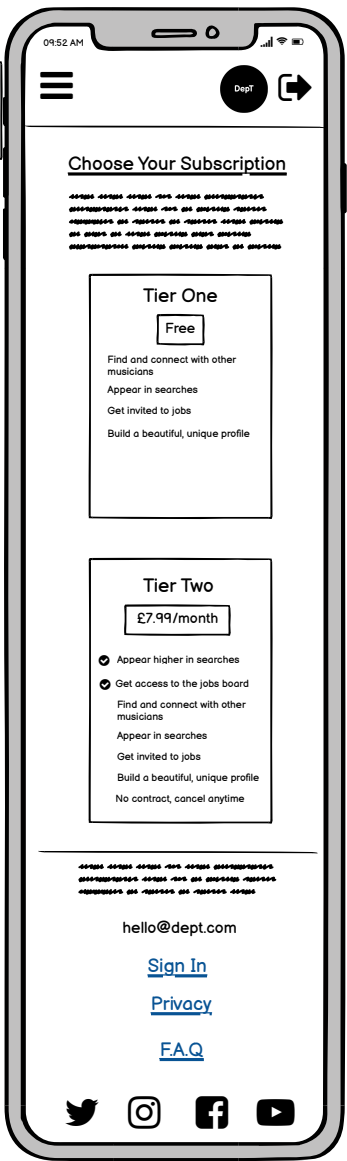 09:52 AM
DepT
Choose Your Subscription
Tier One
Free
Find and connect with other
musicians
Appear in searches
Get invited to jobs
Build a beautiful, unique profile
Tier Two
£7.99/month
Appear higher in searches
Get access to the jobs board
Find and connect with other
musicians
Appear in searches
Get invited to jobs
Build a beautiful, unique profile
No contract, cancel anytime
hello@dept.com
Sign In
Privacy
F.A.Q